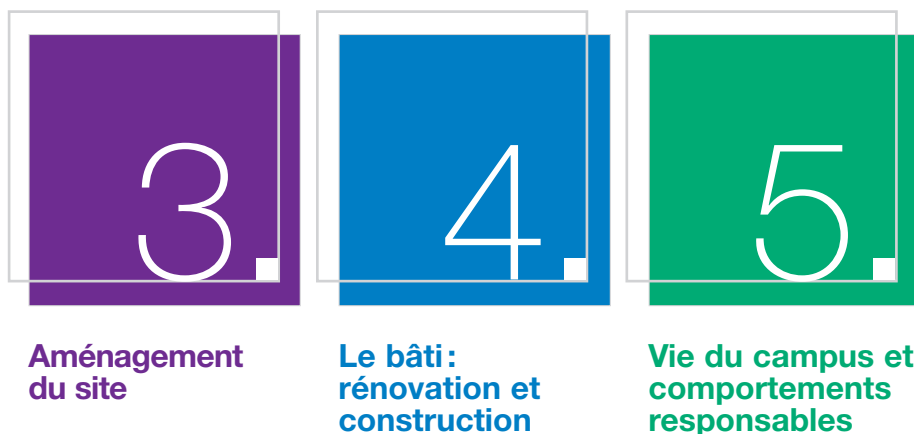 3.
Aménagement
du site
4.
Le bâti :
rénovation et
construction
5.
Vie du campus et
comportements
responsables